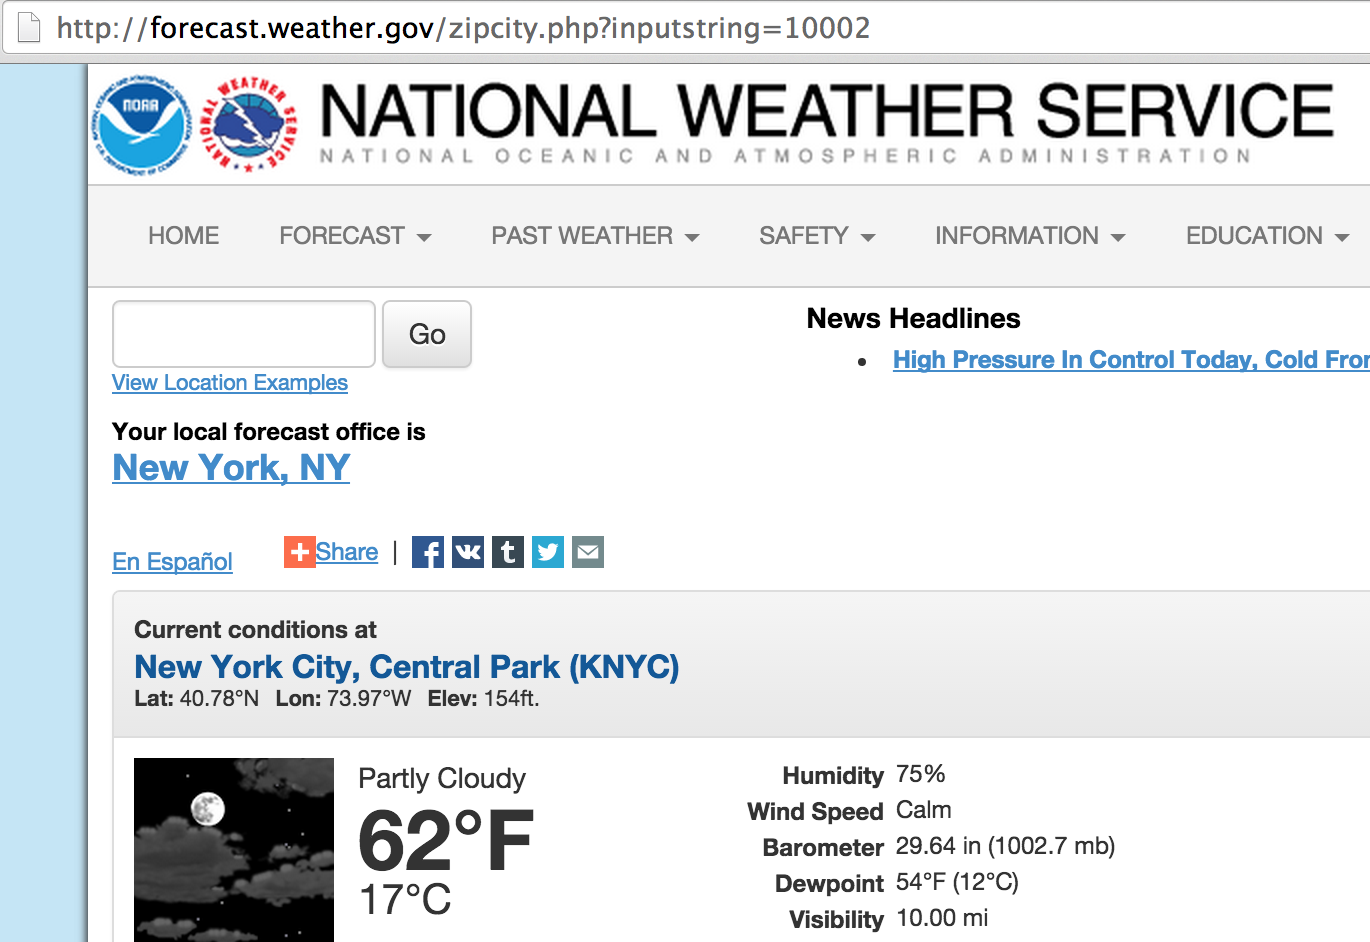 http://forecast.weather.gov/zipcity.php?inputstring=10002
NOAA
NATIONAL WEATHER SERVICE
NATIONAL WEATHER SERVICE
NATIONAL OCEANIC AND ATMOSPHERIC ADMINISTRATION
HOME FORECAST PAST WEATHER SAFETY INFORMATION EDUCATION
Go
View Location Examples
News Headlines
• High Pressure In Control Today, Cold
Your local forecast office is
New York, NY
En Español
Share |
Current conditions at
New York City, Central Park (KNYC)
Lat: 40.78°N Lon: 73.97°W Elev: 154ft.
Partly Cloudy
62°F
17°C
Humidity 75%
Wind Speed Calm
Barometer 29.64 in (1002.7 mb)
Dewpoint 54°F (12°C)
Visibility 10.00 mi